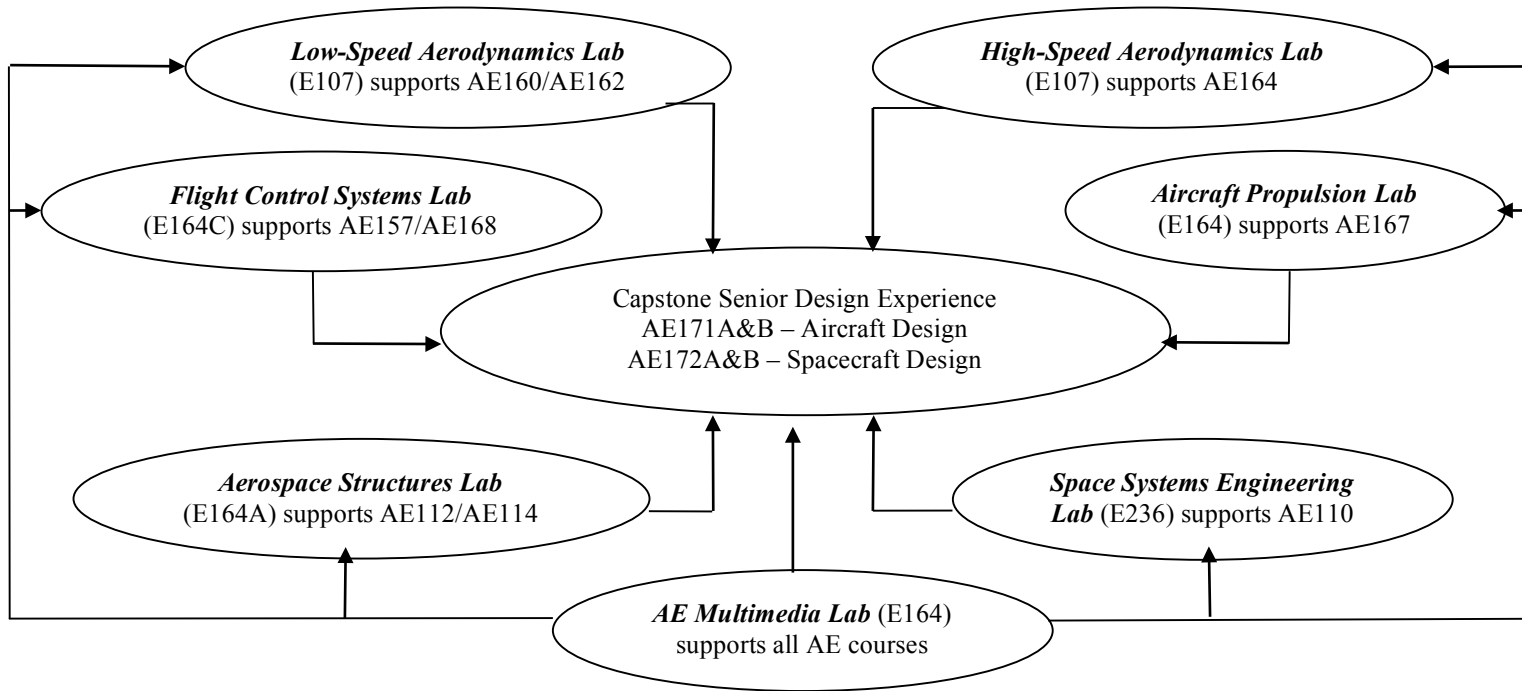 Low-Speed Aerodynamics Lab
(E107) supports AE160/AE162
High-Speed Aerodynamics Lab
(E107) supports AE164
Flight Control Systems Lab
(E164C) supports AE157/AE168
Aircraft Propulsion Lab
(E164) supports AE167
Capstone Senior Design Experience
AE171A&B – Aircraft Design
AE172A&B – Spacecraft Design
Aerospace Structures Lab
(E164A) supports AE112/AE114
Space Systems Engineering
Lab (E236) supports AE110
AE Multimedia Lab (E164)
supports all AE courses